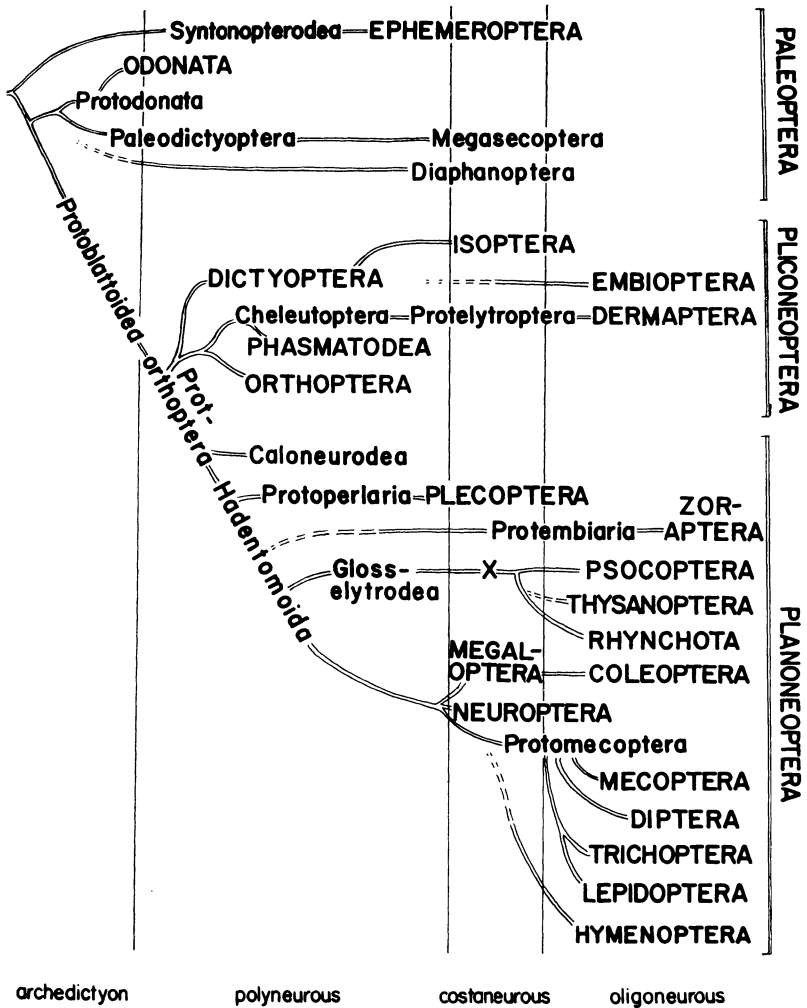 Syntonopterodea EPHEMEROPTERA
ODONATA
Protodonata
Paleodictyoptera Megasecoptera
Diaphanoptera
PALEOPTERA
Protoblattoidea
orthoptera
Prot-
ISOPTERA
DICTYOPTERA EMBIOPTERA
Cheleutoptera Protelytroptera DERMAPTERA
PHASMATODEA
ORTHOPTERA
PLICONEOPTERA
Caloneurodea
Hadentomoida
Protoperlaria PLECOPTERA
ZOR-
Protembiaria APTERA
Gloss- X PSOCOPTERA
elytrodea
THYSANOPTERA
RHYNCHOTA
MEGAL-
OPTERA COLEOPTERA
NEUROPTERA
Protomecoptera
MECOPTERA
DIPTERA
TRICHOPTERA
LEPIDOPTERA
HYMENOPTERA
PLANONEOPTERA
archedictyon polyneurous costaneurous oligoneurous